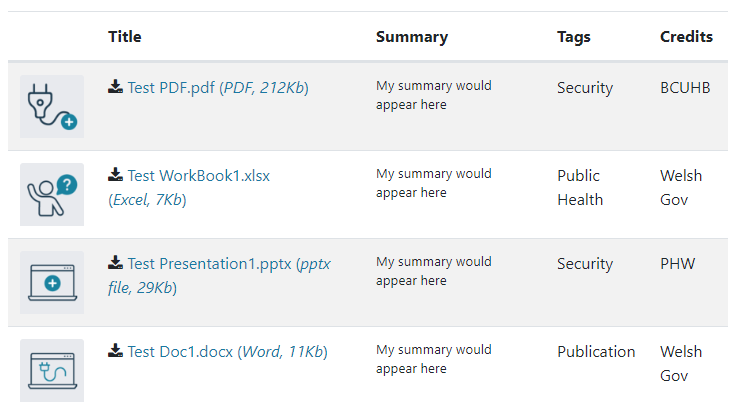 Title Summary Tags Credits
Test PDF.pdf (PDF, 212Kb) My summary would Security BCUHB
appear here
Test WorkBook1.xlsx My summary would Public Welsh
(Excel, 7Kb) appear here Health Gov
Test Presentation1.pptx (pptx My summary would Security PHW
file, 29Kb) appear here
Test Doc1.docx (Word, 11Kb) My summary would Publication Welsh
appear here Gov